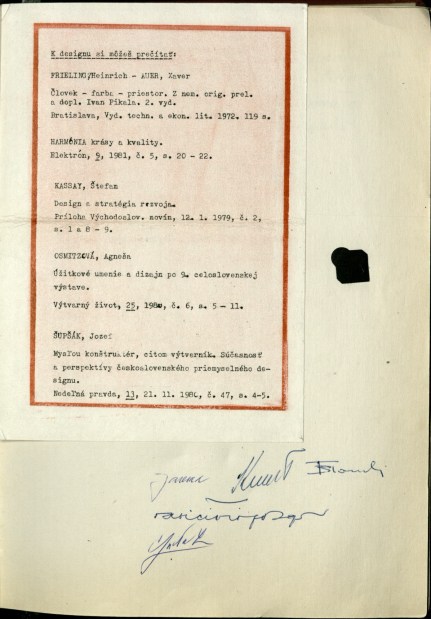 K designu si môžeš prečítať:
FRIELING/Heinrich - AUER, Xaver
Človek - farba - priestor. Z nem. orig. prel.
a dopl. Ivan Pikala. 2. vyd.
Bratislava, Vyd. techn. a ekon. lit. 1972. 119 s.
HARMÓNIA krásy a kvality.
Elektrón, 9, 1981, č. 5, s. 20 - 22.
KASSAY, Štefan
Design a stratégia rozvoja.
Príloha Východoslov. novín, 12. 1. 1979, č. 2,
s. 1 a 8 - 9.
OSMITZOVÁ, Agneša
Úžitkové umenie a dizajn po 9. celoslovenskej
výstave.
Výtvarný život, 25, 1980, č. 6, s. 5 - 11.
ŠUPŠÁK, Jozef
Mysľou konštruktér, citom výtvarník. Súčasnosť
a perspektívy československého priemyselného de-
signu.
Nedeľná pravda, 13, 21. 11. 1980, č. 47, s. 4-5.